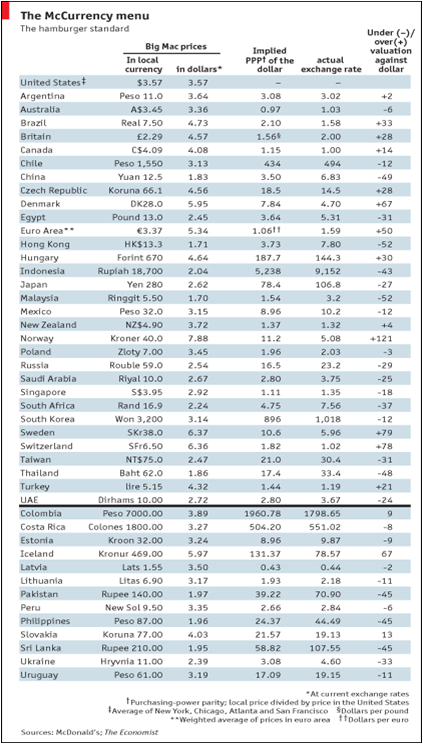 The McCurrency menu
The hamburger standard
Big Mac prices
In local currency
in dollars*
Implied PPP† of the dollar
actual exchange rate
Under (−)/ over(+) valuation against dollar
United States‡ $3.57 3.57 – – –
Argentina Peso 11.0 3.64 3.08 3.02 +2
Australia A$3.45 3.36 0.97 1.03 -6
Brazil Real 7.50 4.73 2.10 1.58 +33
Britain £2.29 4.57 1.56§ 2.00 +28
Canada C$4.09 4.08 1.15 1.00 +14
Chile Peso 1,550 3.13 434 494 -12
China Yuan 12.5 1.83 3.50 6.83 -49
Czech Republic Koruna 66.1 4.56 18.5 14.5 +28
Denmark DK28.0 5.95 7.84 4.70 +67
Egypt Pound 13.0 2.45 3.64 5.31 -31
Euro Area** €3.37 5.34 1.06†† 1.59 +50
Hong Kong HK$13.3 1.71 3.73 7.80 -52
Hungary Forint 670 4.64 187.7 144.3 +30
Indonesia Rupiah 18,700 2.04 5,238 9,152 -43
Japan Yen 280 2.62 78.4 106.8 -27
Malaysia Ringgit 5.50 1.70 1.54 3.2 -52
Mexico Peso 32.0 3.15 8.96 10.2 -12
New Zealand NZ$4.90 3.72 1.37 1.32 +4
Norway Kroner 40.0 7.88 11.2 5.08 +121
Poland Zloty 7.00 3.45 1.96 2.03 -3
Russia Rouble 59.0 2.54 16.5 23.2 -29
Saudi Arabia Riyal 10.0 2.67 2.80 3.75 -25
Singapore S$3.95 2.92 1.11 1.35 -18
South Africa Rand 16.9 2.24 4.75 7.56 -37
South Korea Won 3,200 3.14 896 1,018 -12
Sweden SKr38.0 6.37 10.6 5.96 +79
Switzerland SFr6.50 6.36 1.82 1.02 +78
Taiwan NT$75.0 2.47 21.0 30.4 -31
Thailand Baht 62.0 1.86 17.4 33.4 -48
Turkey lire 5.15 4.32 1.44 1.19 +21
UAE Dirhams 10.00 2.72 2.80 3.67 -24
Colombia Peso 7000.00 3.89 1960.78 1798.65 9
Costa Rica Colones 1800.00 3.27 504.20 551.02 -8
Estonia Kroon 32.00 3.24 8.96 9.87 -9
Iceland Kronur 469.00 5.97 131.37 78.57 67
Latvia Lats 1.55 3.50 0.43 0.44 -2
Lithuania Litas 6.90 3.17 1.93 2.18 -11
Pakistan Rupee 140.00 1.97 39.22 70.90 -45
Peru New Sol 9.50 3.35 2.66 2.84 -6
Philippines Peso 87.00 1.96 24.37 44.49 -45
Slovakia Koruna 77.00 4.03 21.57 19.13 13
Sri Lanka Rupee 210.00 1.95 58.82 107.55 -45
Ukraine Hryvnia 11.00 2.39 3.08 4.60 -33
Uruguay Peso 61.00 3.19 17.09 19.15 -11
*At current exchange rates
†Purchasing-power parity; local price divided by price in United States
‡Average of New York, Chicago, Atlanta and San Francisco §Dollars per pound
**Weighted average of prices in euro area ††Dollars per euro
Sources: McDonald's; The Economist